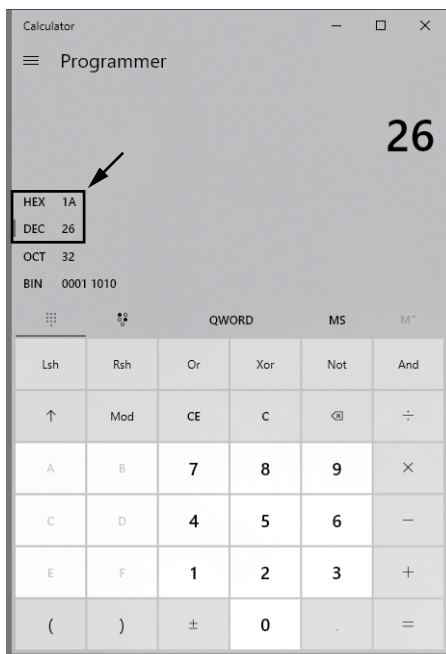 Calculator
Programmer
26
HEX 1A
DEC 26
OCT 32
BIN 0001 1010
QWORD MS M˅
Lsh Rsh Or Xor Not And
↑ Mod CE C ⌫ ÷
A B 7 8 9 ×
C D 4 5 6 −
E F 1 2 3 +
( ) ± 0 . =